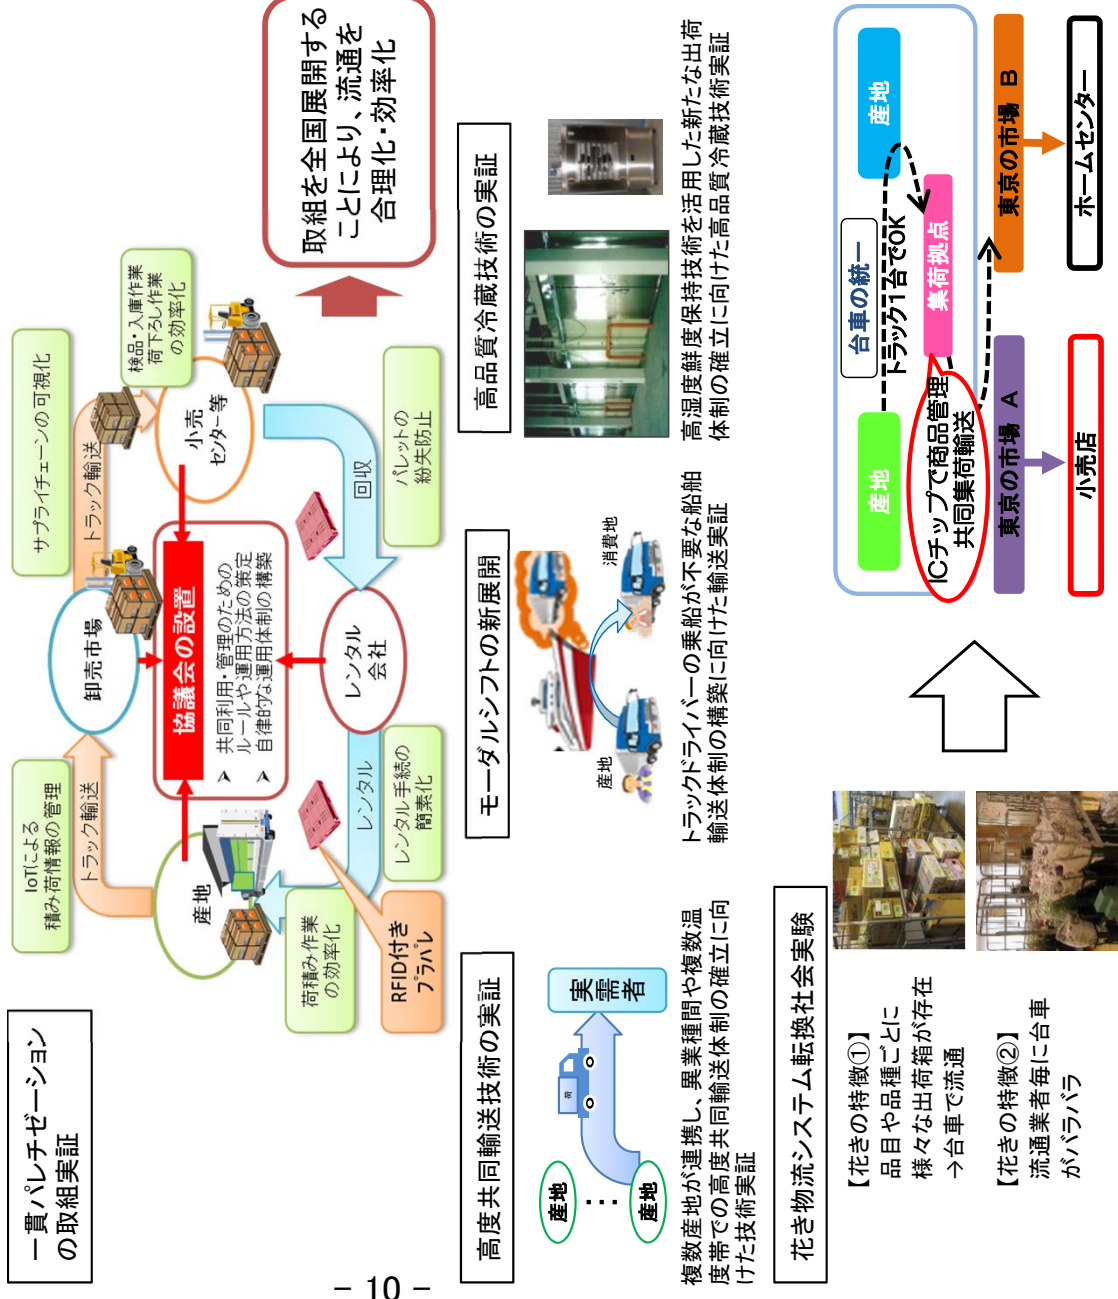 一貫パレチゼーション
の取組実証
IoTによる
積み荷情報の管理
トラック輸送
卸売市場
サプライチェーンの可視化
トラック輸送
検品・入庫作業
荷下ろし作業
の効率化
小売
センター等
産地
協議会の設置
➤ 共同利用・管理のための
ルールや運用方法の策定
➤ 自律的な運用体制の構築
荷積み作業
の効率化
RFID付き
プラパレ
レンタル
レンタル手続の
簡素化
レンタル
会社
回収
パレットの
紛失防止
取組を全国展開する
ことにより、流通を
合理化・効率化
高度共同輸送技術の実証
産地
⋮
産地
荷
実
需
者
複数産地が連携し、異業種間や複数温
度帯での高度共同輸送体制の確立に向
けた技術実証
モーダルシフトの新展開
産地
消費地
トラックドライバーの乗船が不要な船舶
輸送体制の構築に向けた輸送実証
高品質冷蔵技術の実証
高湿度鮮度保持技術を活用した新たな出荷
体制の確立に向けた高品質冷蔵技術実証
花き物流システム転換社会実験
【花きの特徴①】
品目や品種ごとに
様々な出荷箱が存在
→台車で流通
【花きの特徴②】
流通業者毎に台車
がバラバラ
産地
台車の統一
トラック1台でOK
産地
集荷拠点
ICチップで商品管理
共同集荷輸送
東京の市場 A
東京の市場 B
小売店
ホームセンター
- 10 -